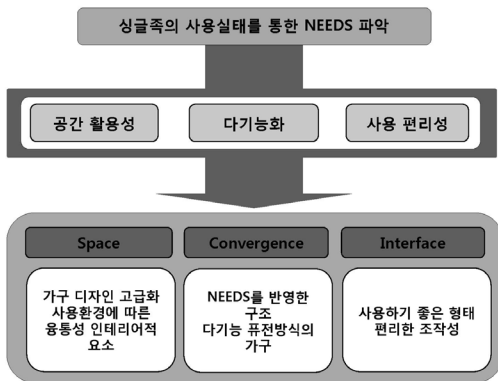 싱글족의 사용실태를 통한 NEEDS 파악
공간 활용성
다기능화
사용 편리성
Space
Convergence
Interface
가구 디자인 고급화
사용환경에 따른
융통성 인테리어적
요소
NEEDS를 반영한
구조
다기능 퓨전방식의
가구
사용하기 좋은 형태
편리한 조작성